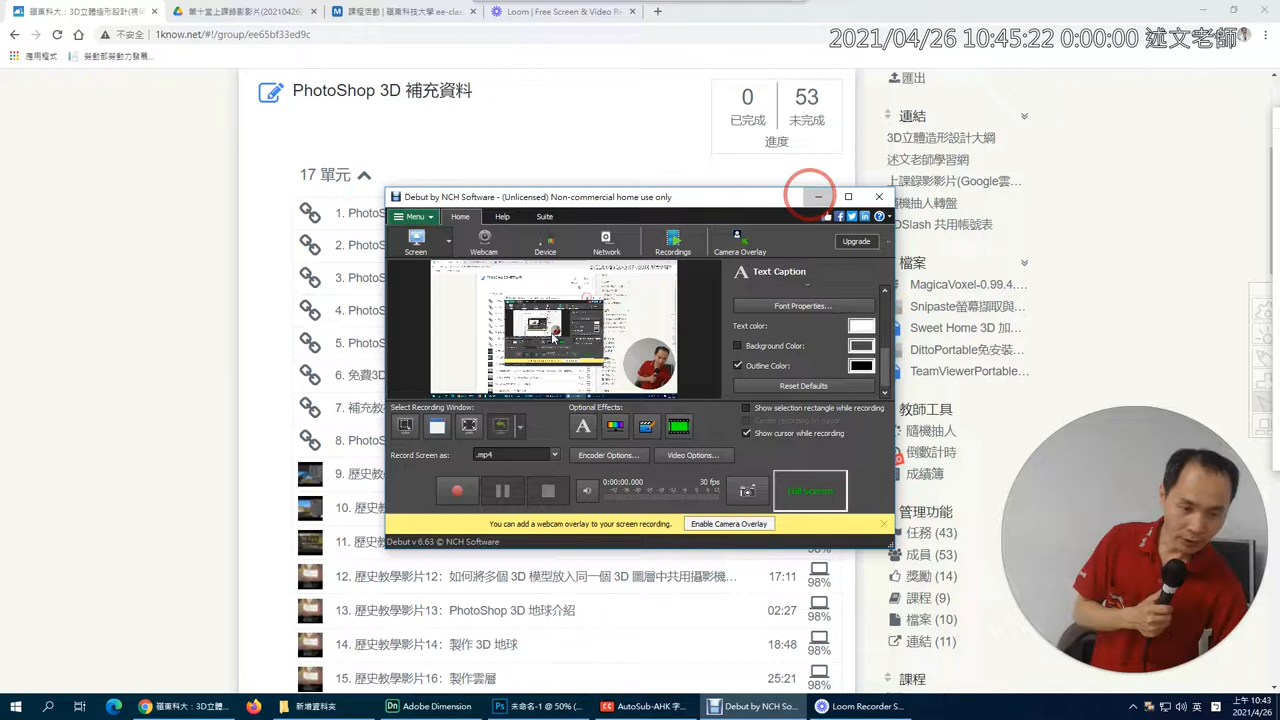 嶺東科大：3D立體造形設計(視
第十堂上課錄影影片(20210426
課程活動 | 嶺東科技大學 ee-class
Loom | Free Screen & Video Re
不安全
1know.net/#!/group/ee65bf33ed9c
2021/04/26 10:45:22 0:00:00 述文老師
應用程式
勞動部勞動力發展...
PhotoShop 3D 補充資料
0
53
已完成
未完成
進度
17 單元
1. PhotoS
2. PhotoS
3. PhotoS
4. PhotoS
5. PhotoS
6. 免費3D
7. 補充教
8. PhotoS
9. 歷史教學
10. 歷史教
11. 歷史教
98%
12. 歷史教學影片12：如何將多個 3D 模型放入同一個 3D 圖層中共用攝影機...
17:11
98%
13. 歷史教學影片13：PhotoShop 3D 地球介紹
02:27
98%
14. 歷史教學影片14：製作 3D 地球
18:48
98%
15. 歷史教學影片16：製作雲層
25:21
98%
Debut by NCH Software - (Unlicensed) Non-commercial home use only
Menu
Home
Help
Suite
Screen
Webcam
Device
Network
Recordings
Camera Overlay
Upgrade
A Text Caption
Font Properties...
Text color:
Background Color:
Outline Color:
Reset Defaults
Select Recording Window:
Optional Effects:
Show selection rectangle while recording
Center recording on cursor
Show cursor while recording
Record Screen as:
.mp4
Encoder Options...
Video Options...
0:00:00.000
30 fps
Full screen
You can add a webcam overlay to your screen recording.
Enable Camera Overlay
Debut v 6.63 © NCH Software
匯出
連結
3D立體造形設計大綱
述文老師學習網
上課錄影影片(Google雲...
隨機抽人轉盤
3DSlash 共用帳號表
檔案
MagicaVoxel-0.99.4...
Snipaste螢幕擷取與...
Sweet Home 3D 加...
DittoPortable免安裝...
TeamViewerPortable...
教師工具
隨機抽人
倒數計時
成績簿
管理功能
任務 (43)
成員 (53)
獎勵 (14)
課程 (9)
檔案 (10)
連結 (11)
課程
嶺東科大：3D立體...
新增資料夾
Adobe Dimension
未命名-1 @ 50% (...
AutoSub-AHK 字...
Debut by NCH So...
Loom Recorder S...
英
上午 10:43
2021/4/26